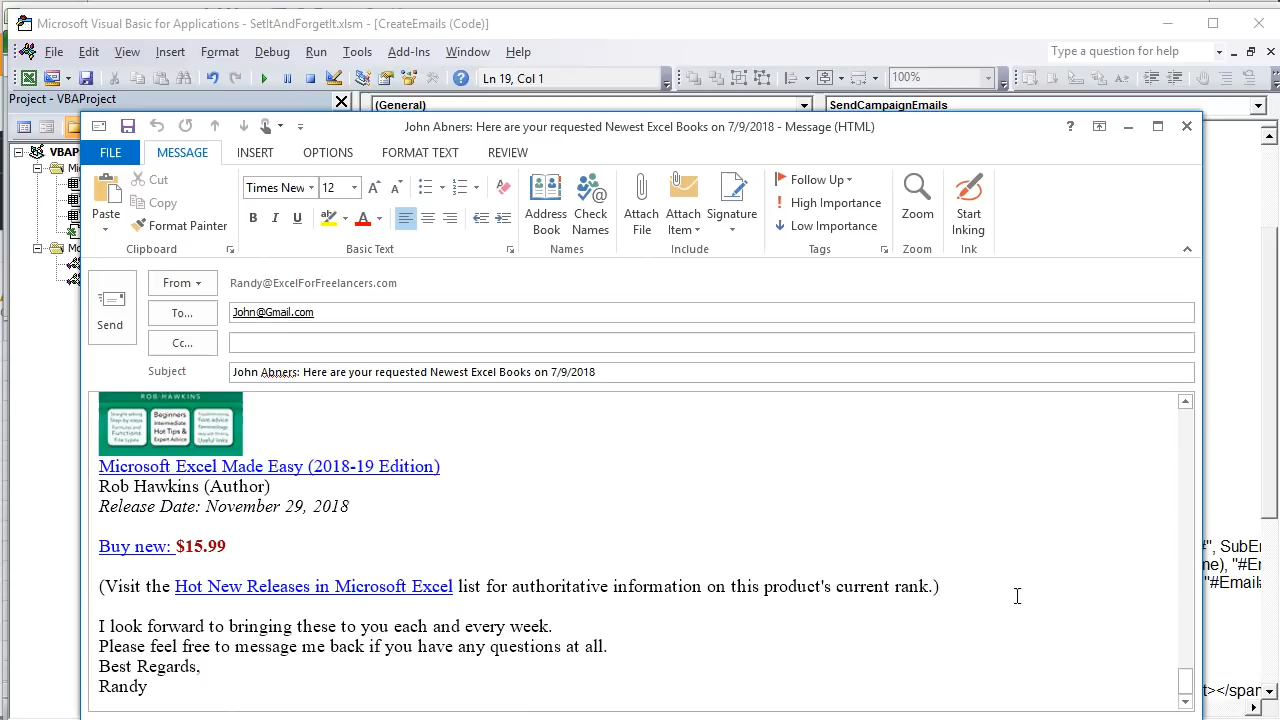 Microsoft Visual Basic for Applications - SetItAndForgetIt.xlsm - [CreateEmails (Code)]
File Edit View Insert Format Debug Run Tools Add-Ins Window Help
Type a question for help
Ln 19, Col 1
100%
Project - VBAProject
(General)
SendCampaignEmails
VBAP
John Abners: Here are your requested Newest Excel Books on 7/9/2018 - Message (HTML)
FILE MESSAGE INSERT OPTIONS FORMAT TEXT REVIEW
Paste
Cut
Copy
Format Painter
Clipboard
Times New
12
B I U
Basic Text
Address Book
Check Names
Names
Attach File
Attach Item
Signature
Include
Follow Up
High Importance
Low Importance
Tags
Zoom
Zoom
Start Inking
Ink
Send
From
Randy@ExcelForFreelancers.com
To...
John@Gmail.com
Cc...
Subject
John Abners: Here are your requested Newest Excel Books on 7/9/2018
ROB HAWKINS
Beginners
Intermediate
Hot Tips &
Expert Advice
Microsoft Excel Made Easy (2018-19 Edition)
Rob Hawkins (Author)
Release Date: November 29, 2018
Buy new: $15.99
(Visit the Hot New Releases in Microsoft Excel list for authoritative information on this product's current rank.)
I look forward to bringing these to you each and every week.
Please feel free to message me back if you have any questions at all.
Best Regards,
Randy
#", SubEr
me), "#Er
"#Email
t></span